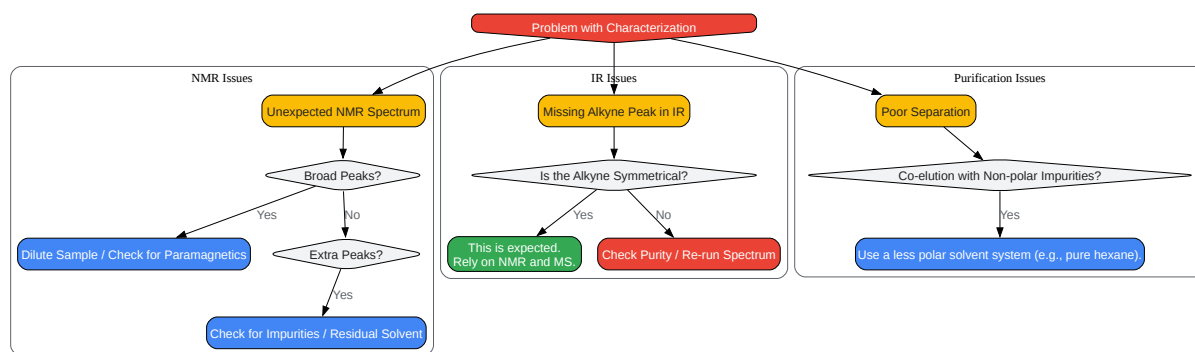 Problem with Characterization
NMR Issues
Unexpected NMR Spectrum
Broad Peaks?
Yes
No
Dilute Sample / Check for Paramagnetics
Extra Peaks?
Yes
Check for Impurities / Residual Solvent
IR Issues
Missing Alkyne Peak in IR
Is the Alkyne Symmetrical?
Yes
No
This is expected.
Rely on NMR and MS.
Check Purity / Re-run Spectrum
Purification Issues
Poor Separation
Co-elution with Non-polar Impurities?
Yes
Use a less polar solvent system (e.g., pure hexane).